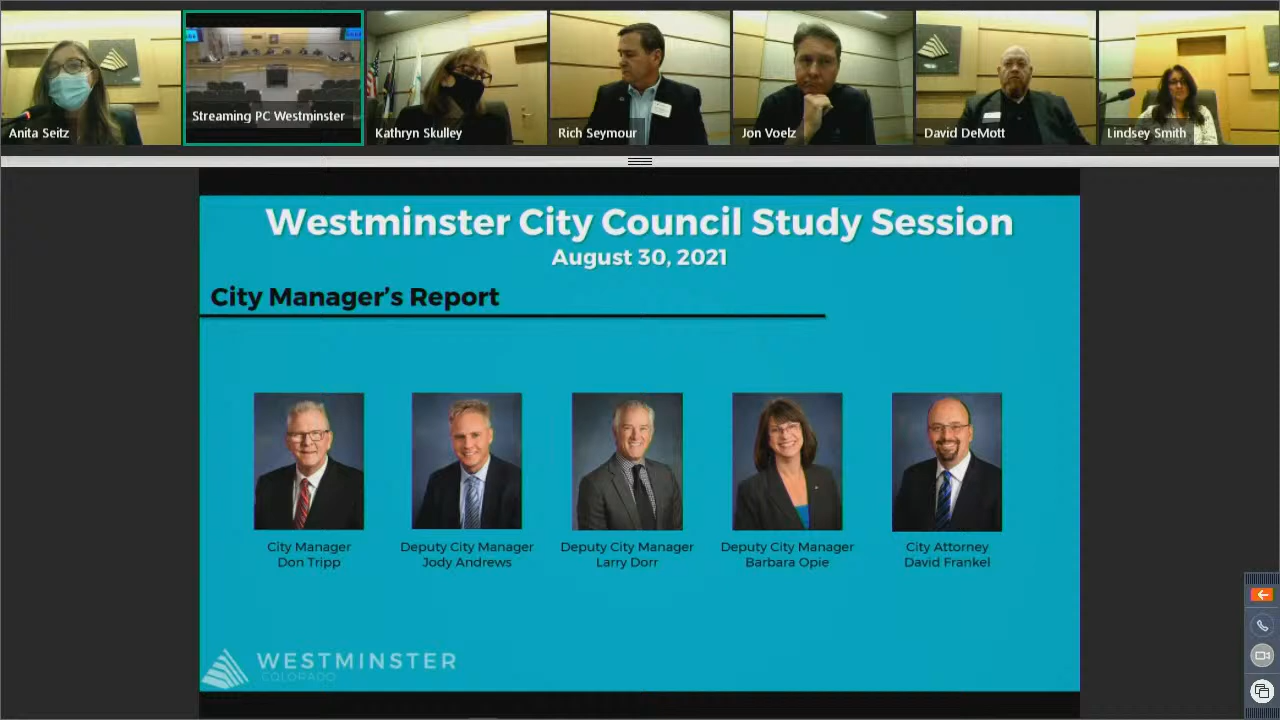 Anita Seitz
Streaming PC Westminster
Kathryn Skulley
Rich Seymour
Jon Voelz
David DeMott
Lindsey Smith
Westminster City Council Study Session
August 30, 2021
City Manager's Report
City Manager
Don Tripp
Deputy City Manager
Jody Andrews
Deputy City Manager
Larry Dorr
Deputy City Manager
Barbara Opie
City Attorney
David Frankel
WESTMINSTER
COLORADO